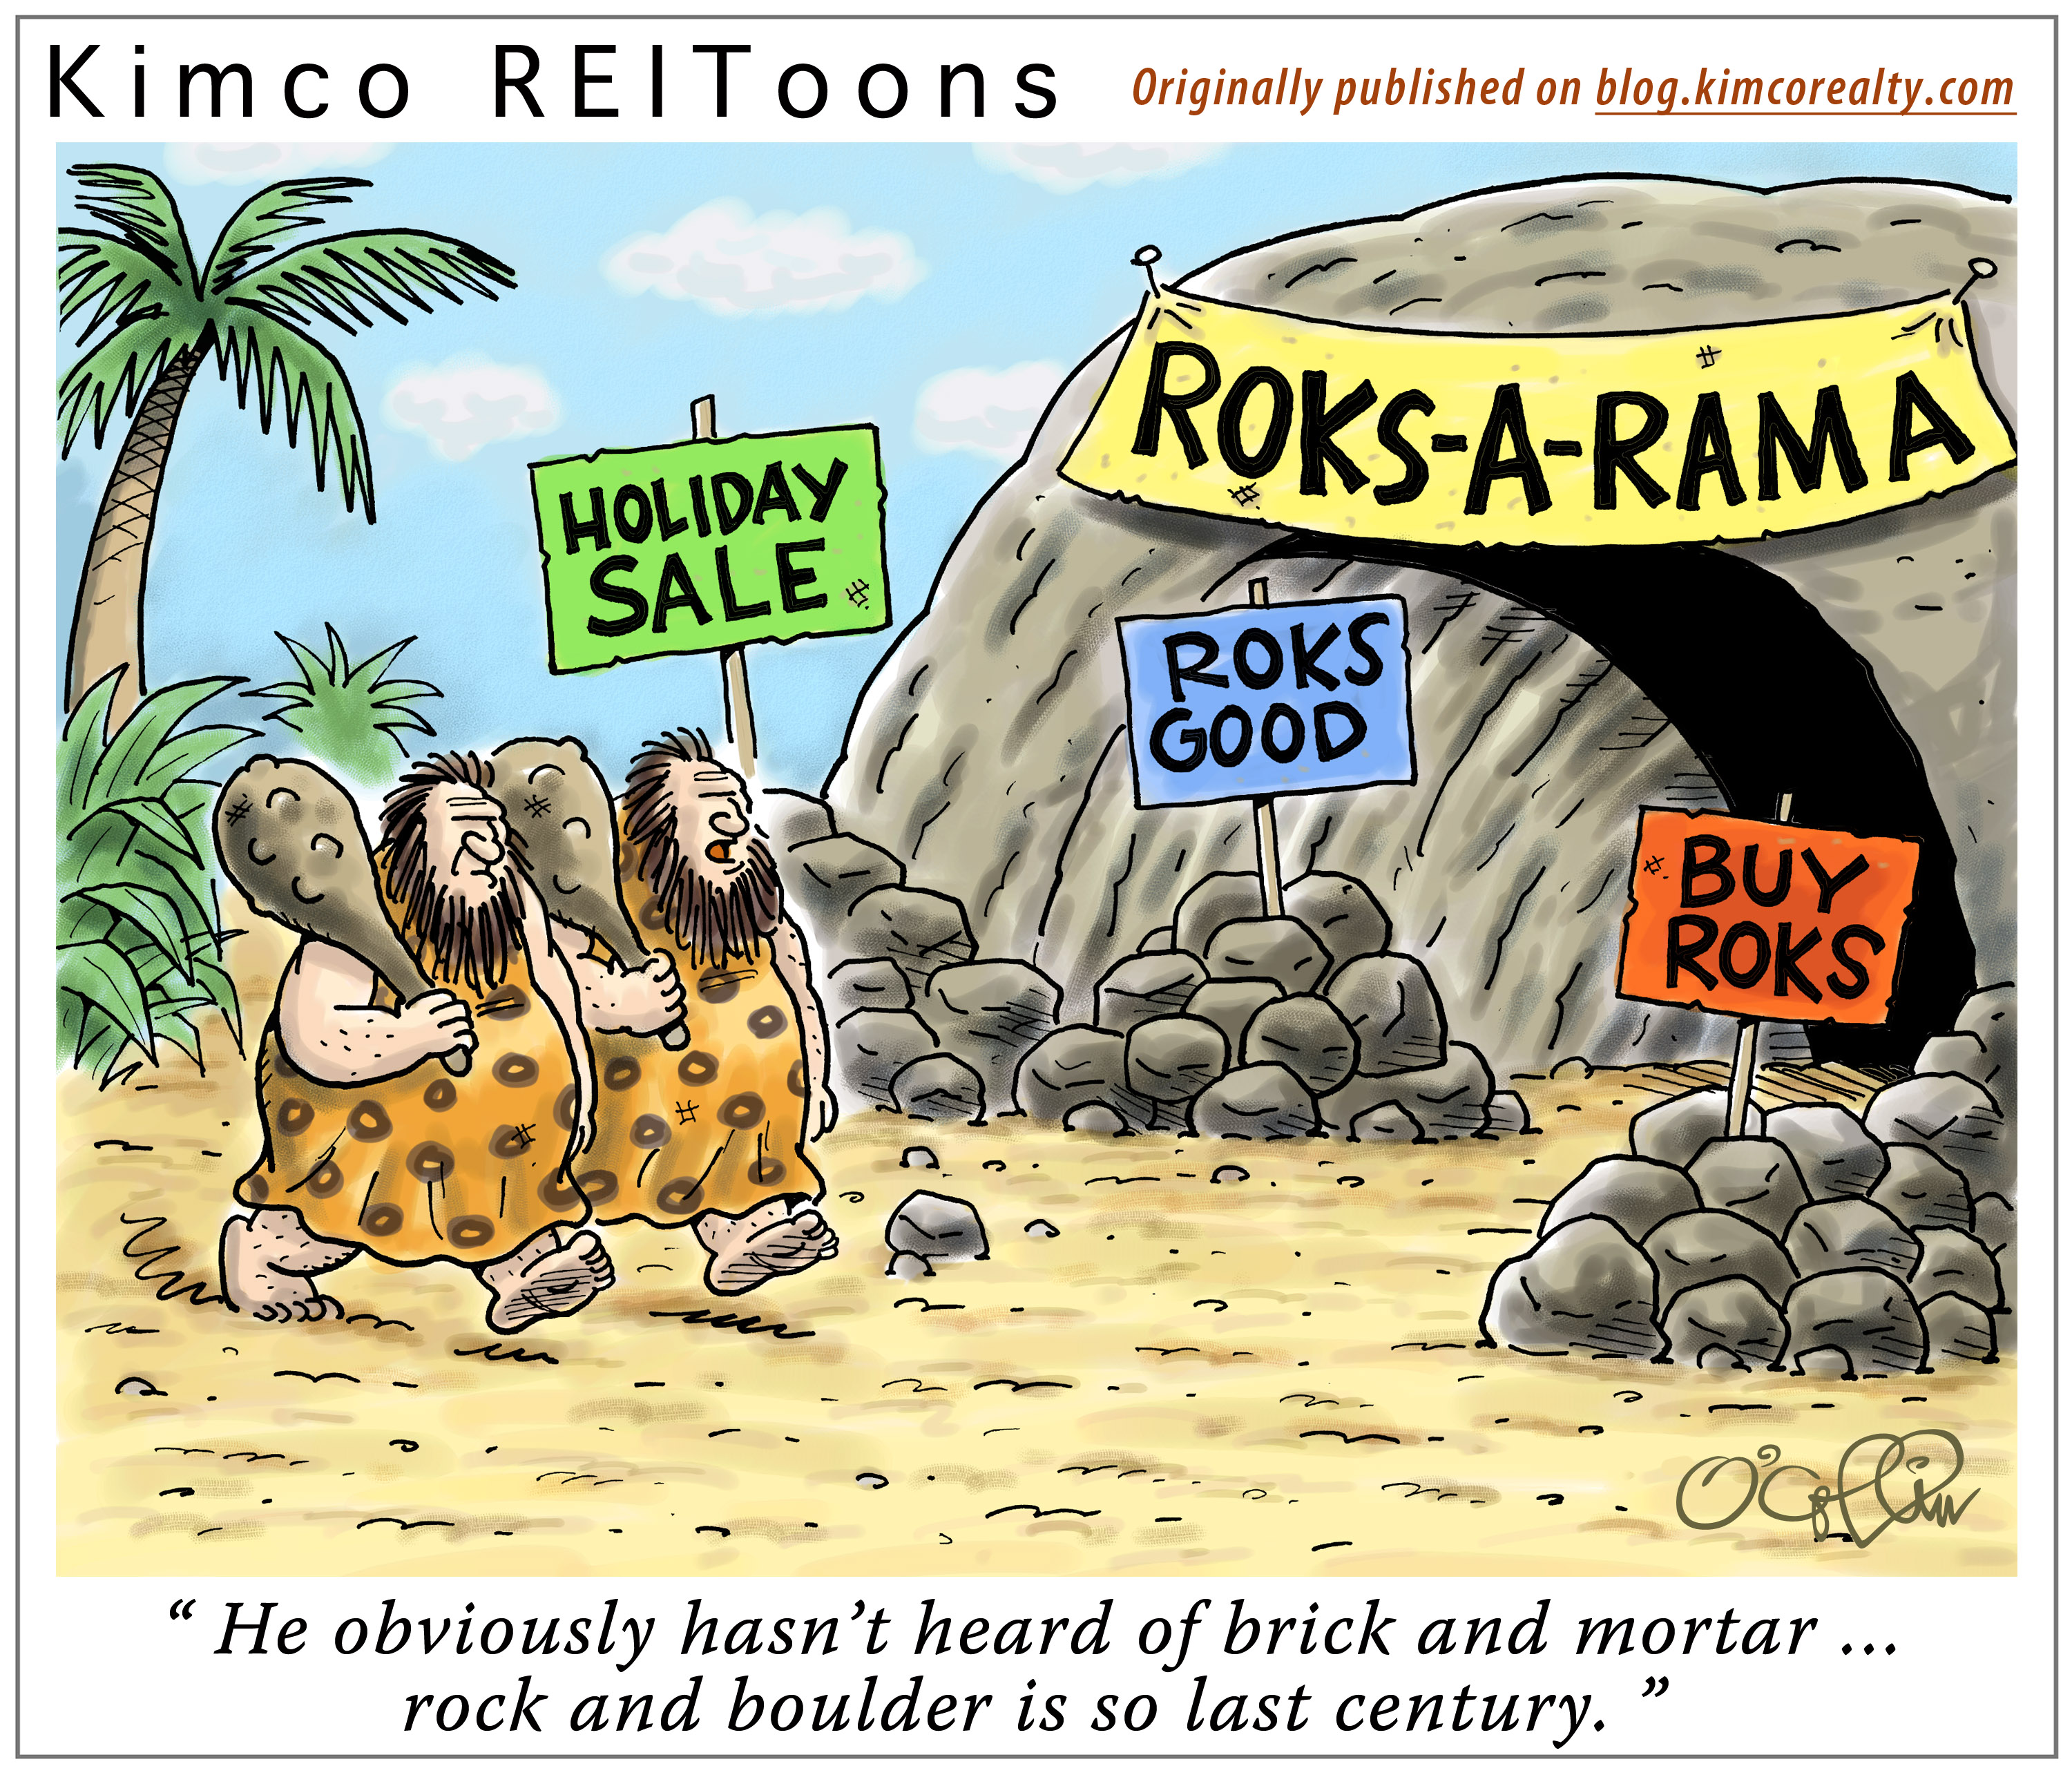 Kimco REIToons
Originally published on blog.kimcorealty.com
ROKS-A-RAMA
HOLIDAY
SALE
ROKS
GOOD
BUY
ROKS
“ He obviously hasn’t heard of brick and mortar ...
rock and boulder is so last century. ”